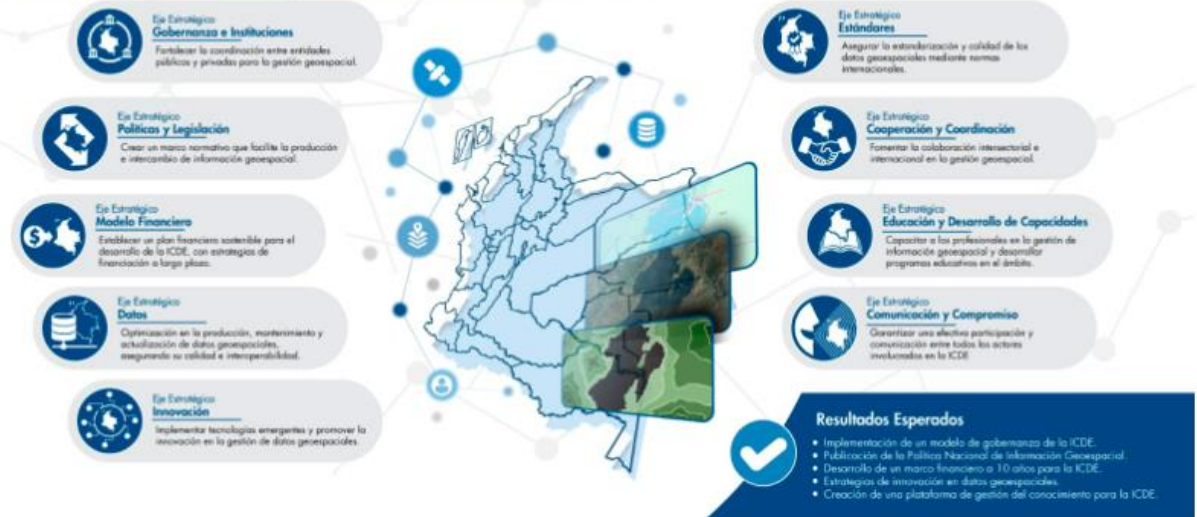 Eje Estratégico
Gobernanza e Instituciones
Fortalecer la coordinación entre entidades
públicas y privadas para la gestión geoespacial.
Eje Estratégico
Políticas y Legislación
Crear un marco normativo que facilite la producción
e intercambio de información geoespacial.
Eje Estratégico
Modelo Financiero
Establecer un plan financiero sostenible para el
desarrollo de la ICDE, con estrategias de
financiación a largo plazo.
Eje Estratégico
Datos
Optimización en la producción, mantenimiento y
actualización de datos geoespaciales,
asegurando su calidad e interoperabilidad.
Eje Estratégico
Innovación
Implementar tecnologías emergentes y promover la
innovación en la gestión de datos geoespaciales.
Eje Estratégico
Estándares
Asegurar la estandarización y calidad de los
datos geoespaciales mediante normas
internacionales.
Eje Estratégico
Cooperación y Coordinación
Fomentar la colaboración intersectorial e
internacional en la gestión geoespacial.
Eje Estratégico
Educación y Desarrollo de Capacidades
Capacitar a los profesionales en la gestión de
información geoespacial y desarrollar
programas educativos en el ámbito.
Eje Estratégico
Comunicación y Compromiso
Garantizar una efectiva participación y
comunicación entre todos los actores
involucrados en la ICDE
Resultados Esperados
• Implementación de un modelo de gobernanza de la ICDE.
• Publicación de la Política Nacional de Información Geoespacial.
• Desarrollo de un marco financiero a 10 años para la ICDE.
• Estrategias de innovación en datos geoespaciales.
• Creación de una plataforma de gestión del conocimiento para la ICDE.